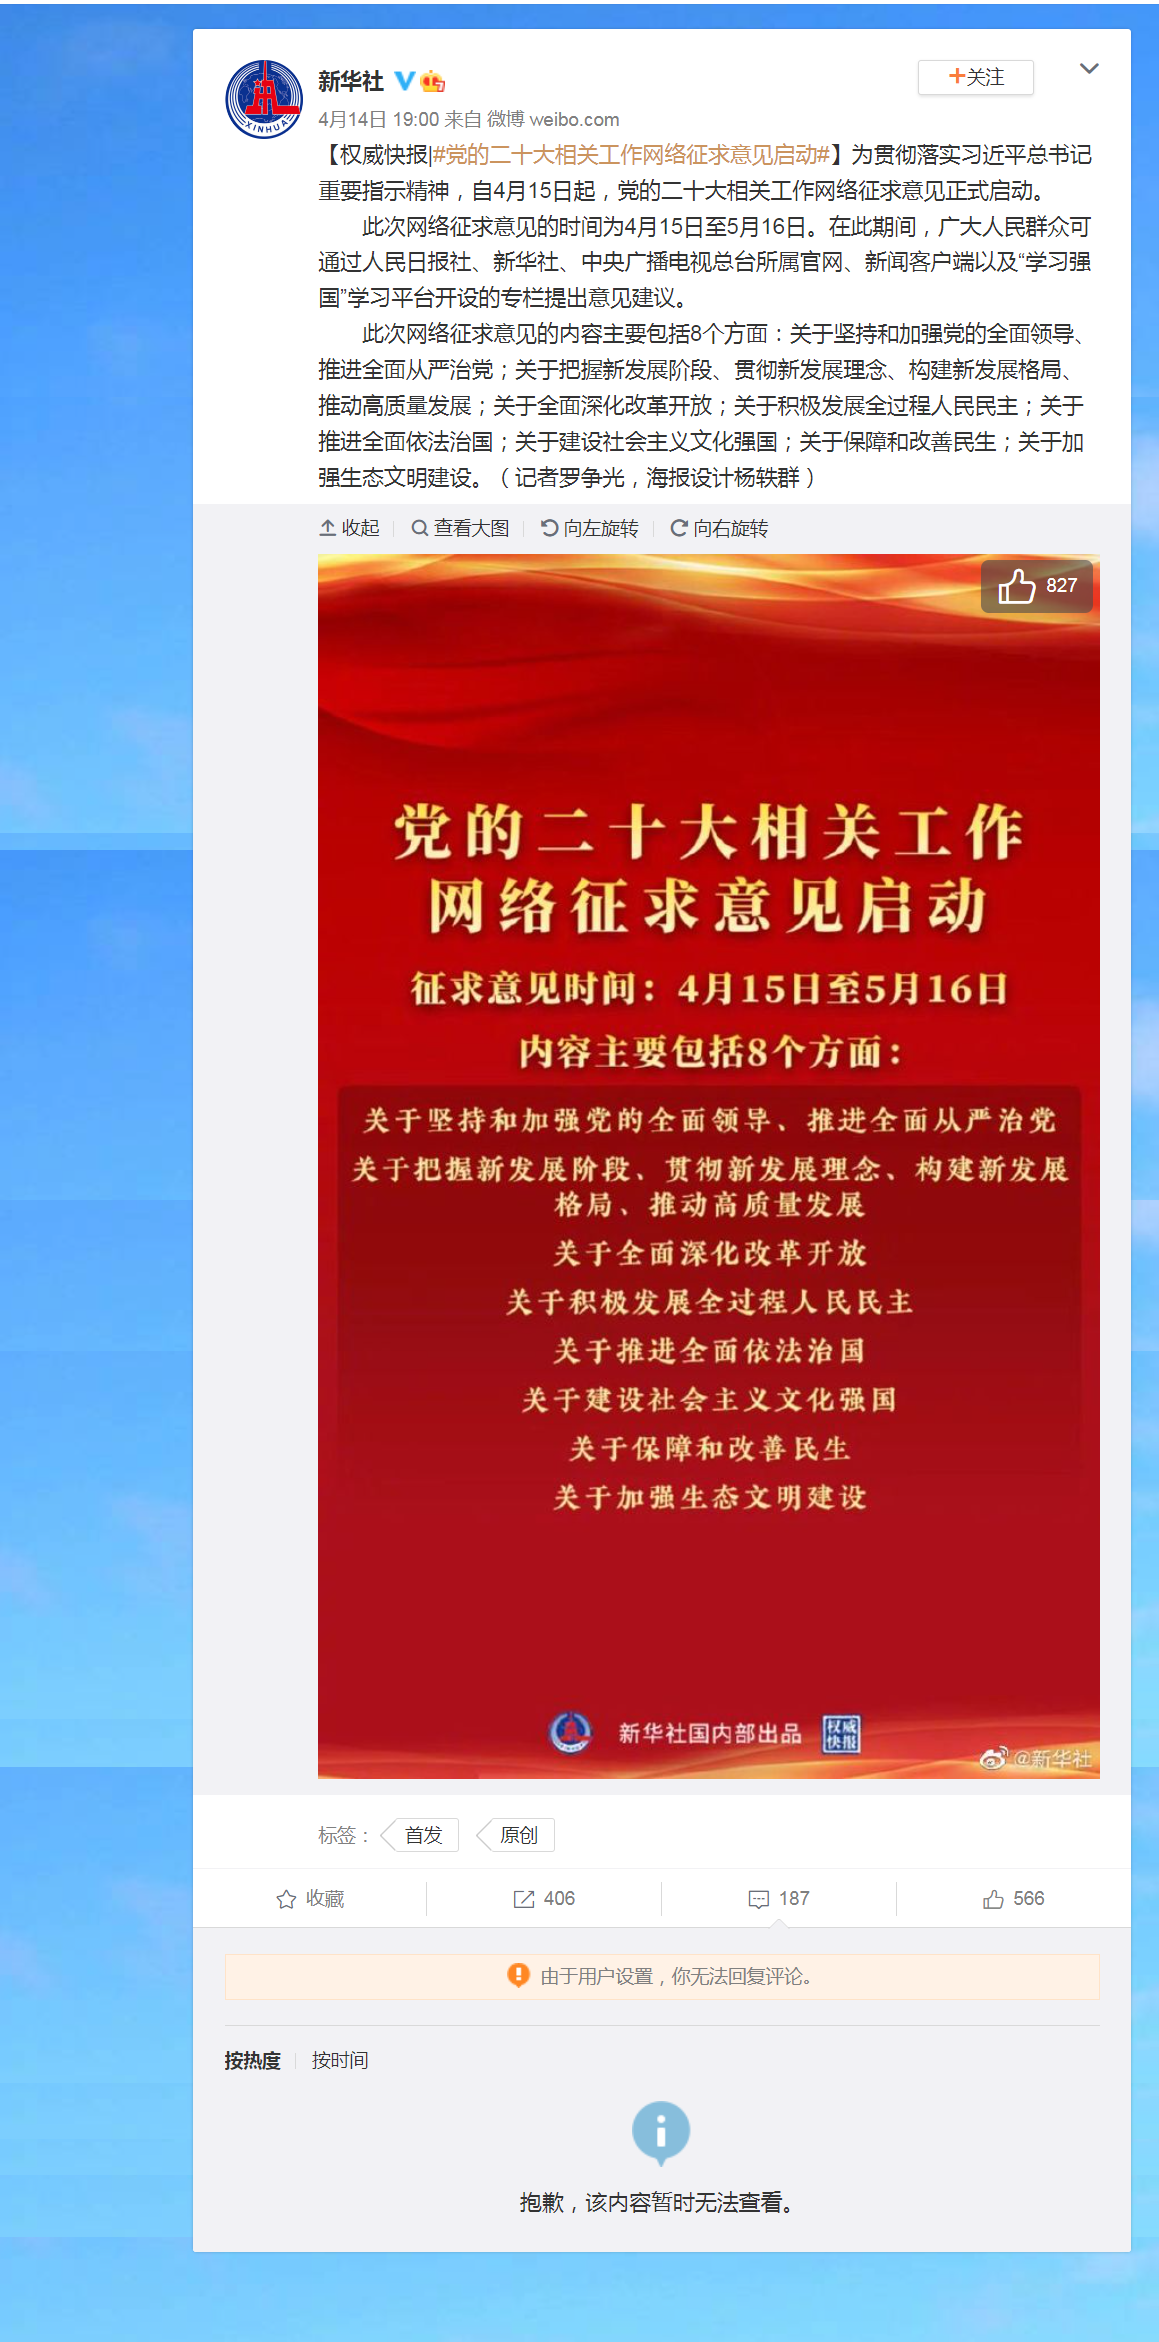 新华社
XINHUA
+关注
4月14日 19:00 来自 微博 weibo.com
【权威快报|#党的二十大相关工作网络征求意见启动#】为贯彻落实习近平总书记
重要指示精神，自4月15日起，党的二十大相关工作网络征求意见正式启动。
此次网络征求意见的时间为4月15日至5月16日。在此期间，广大人民群众可
通过人民日报社、新华社、中央广播电视总台所属官网、新闻客户端以及“学习强
国”学习平台开设的专栏提出意见建议。
此次网络征求意见的内容主要包括8个方面：关于坚持和加强党的全面领导、
推进全面从严治党；关于把握新发展阶段、贯彻新发展理念、构建新发展格局、
推动高质量发展；关于全面深化改革开放；关于积极发展全过程人民民主；关于
推进全面依法治国；关于建设社会主义文化强国；关于保障和改善民生；关于加
强生态文明建设。（记者罗争光，海报设计杨轶群）
收起 查看大图 向左旋转 向右旋转
827
党的二十大相关工作
网络征求意见启动
征求意见时间：4月15日至5月16日
内容主要包括8个方面：
关于坚持和加强党的全面领导、推进全面从严治党
关于把握新发展阶段、贯彻新发展理念、构建新发展
格局、推动高质量发展
关于全面深化改革开放
关于积极发展全过程人民民主
关于推进全面依法治国
关于建设社会主义文化强国
关于保障和改善民生
关于加强生态文明建设
新华社国内部出品 权威快报
@新华社
标签： 首发 原创
收藏 406 187 566
由于用户设置，你无法回复评论。
按热度 按时间
抱歉，该内容暂时无法查看。